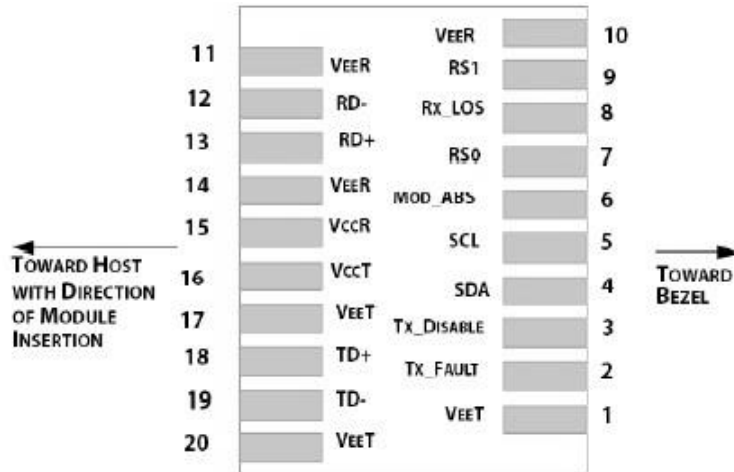 VEER 10
11 VEER
RS1 9
12 RD-
RX_LOS 8
13 RD+
RS0 7
14 VEER
MOD_ABS 6
15 VCCR
SCL 5
16 VCCT
SDA 4
17 VEET
TX_DISABLE 3
18 TD+
TX_FAULT 2
19 TD-
VEET 1
20 VEET
TOWARD HOST
WITH DIRECTION
OF MODULE
INSERTION
TOWARD
BEZEL